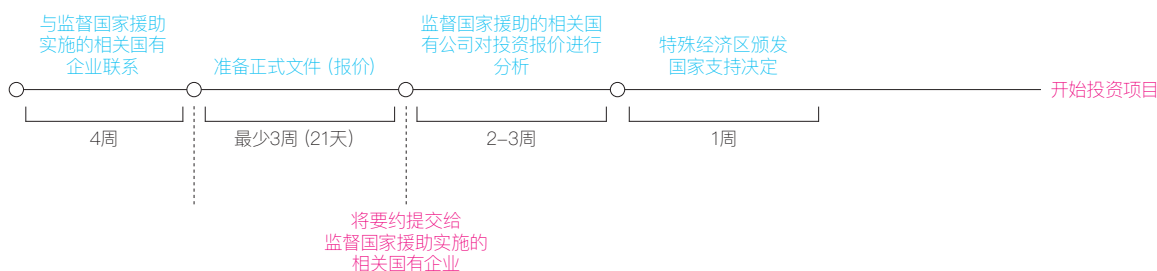 与监督国家援助
实施的相关国有
企业联系
准备正式文件 (报价)
监督国家援助的相关国
有公司对投资报价进行
分析
特殊经济区颁发
国家支持决定
开始投资项目
4周
最少3周 (21天)
2-3周
1周
将要约提交给
监督国家援助实施的
相关国有企业